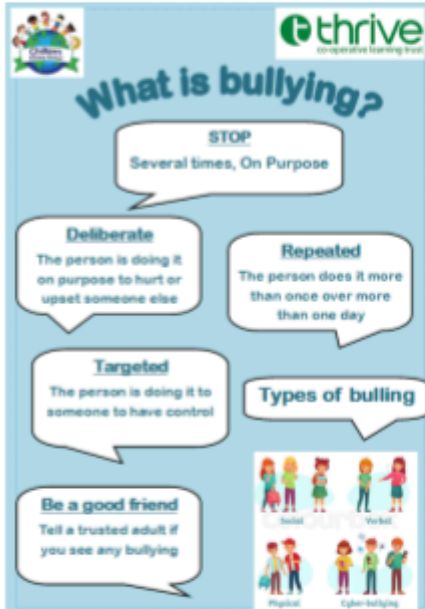 thrive
co-operative learning trust
What is bullying?
STOP
Several times, On Purpose
Deliberate
The person is doing it
on purpose to hurt or
upset someone else
Repeated
The person does it more
than once over more
than one day
Targeted
The person is doing it to
someone to have control
Types of bulling
Be a good friend
Tell a trusted adult if
you see any bullying
Social
Verbal
Physical
Cyber-bullying